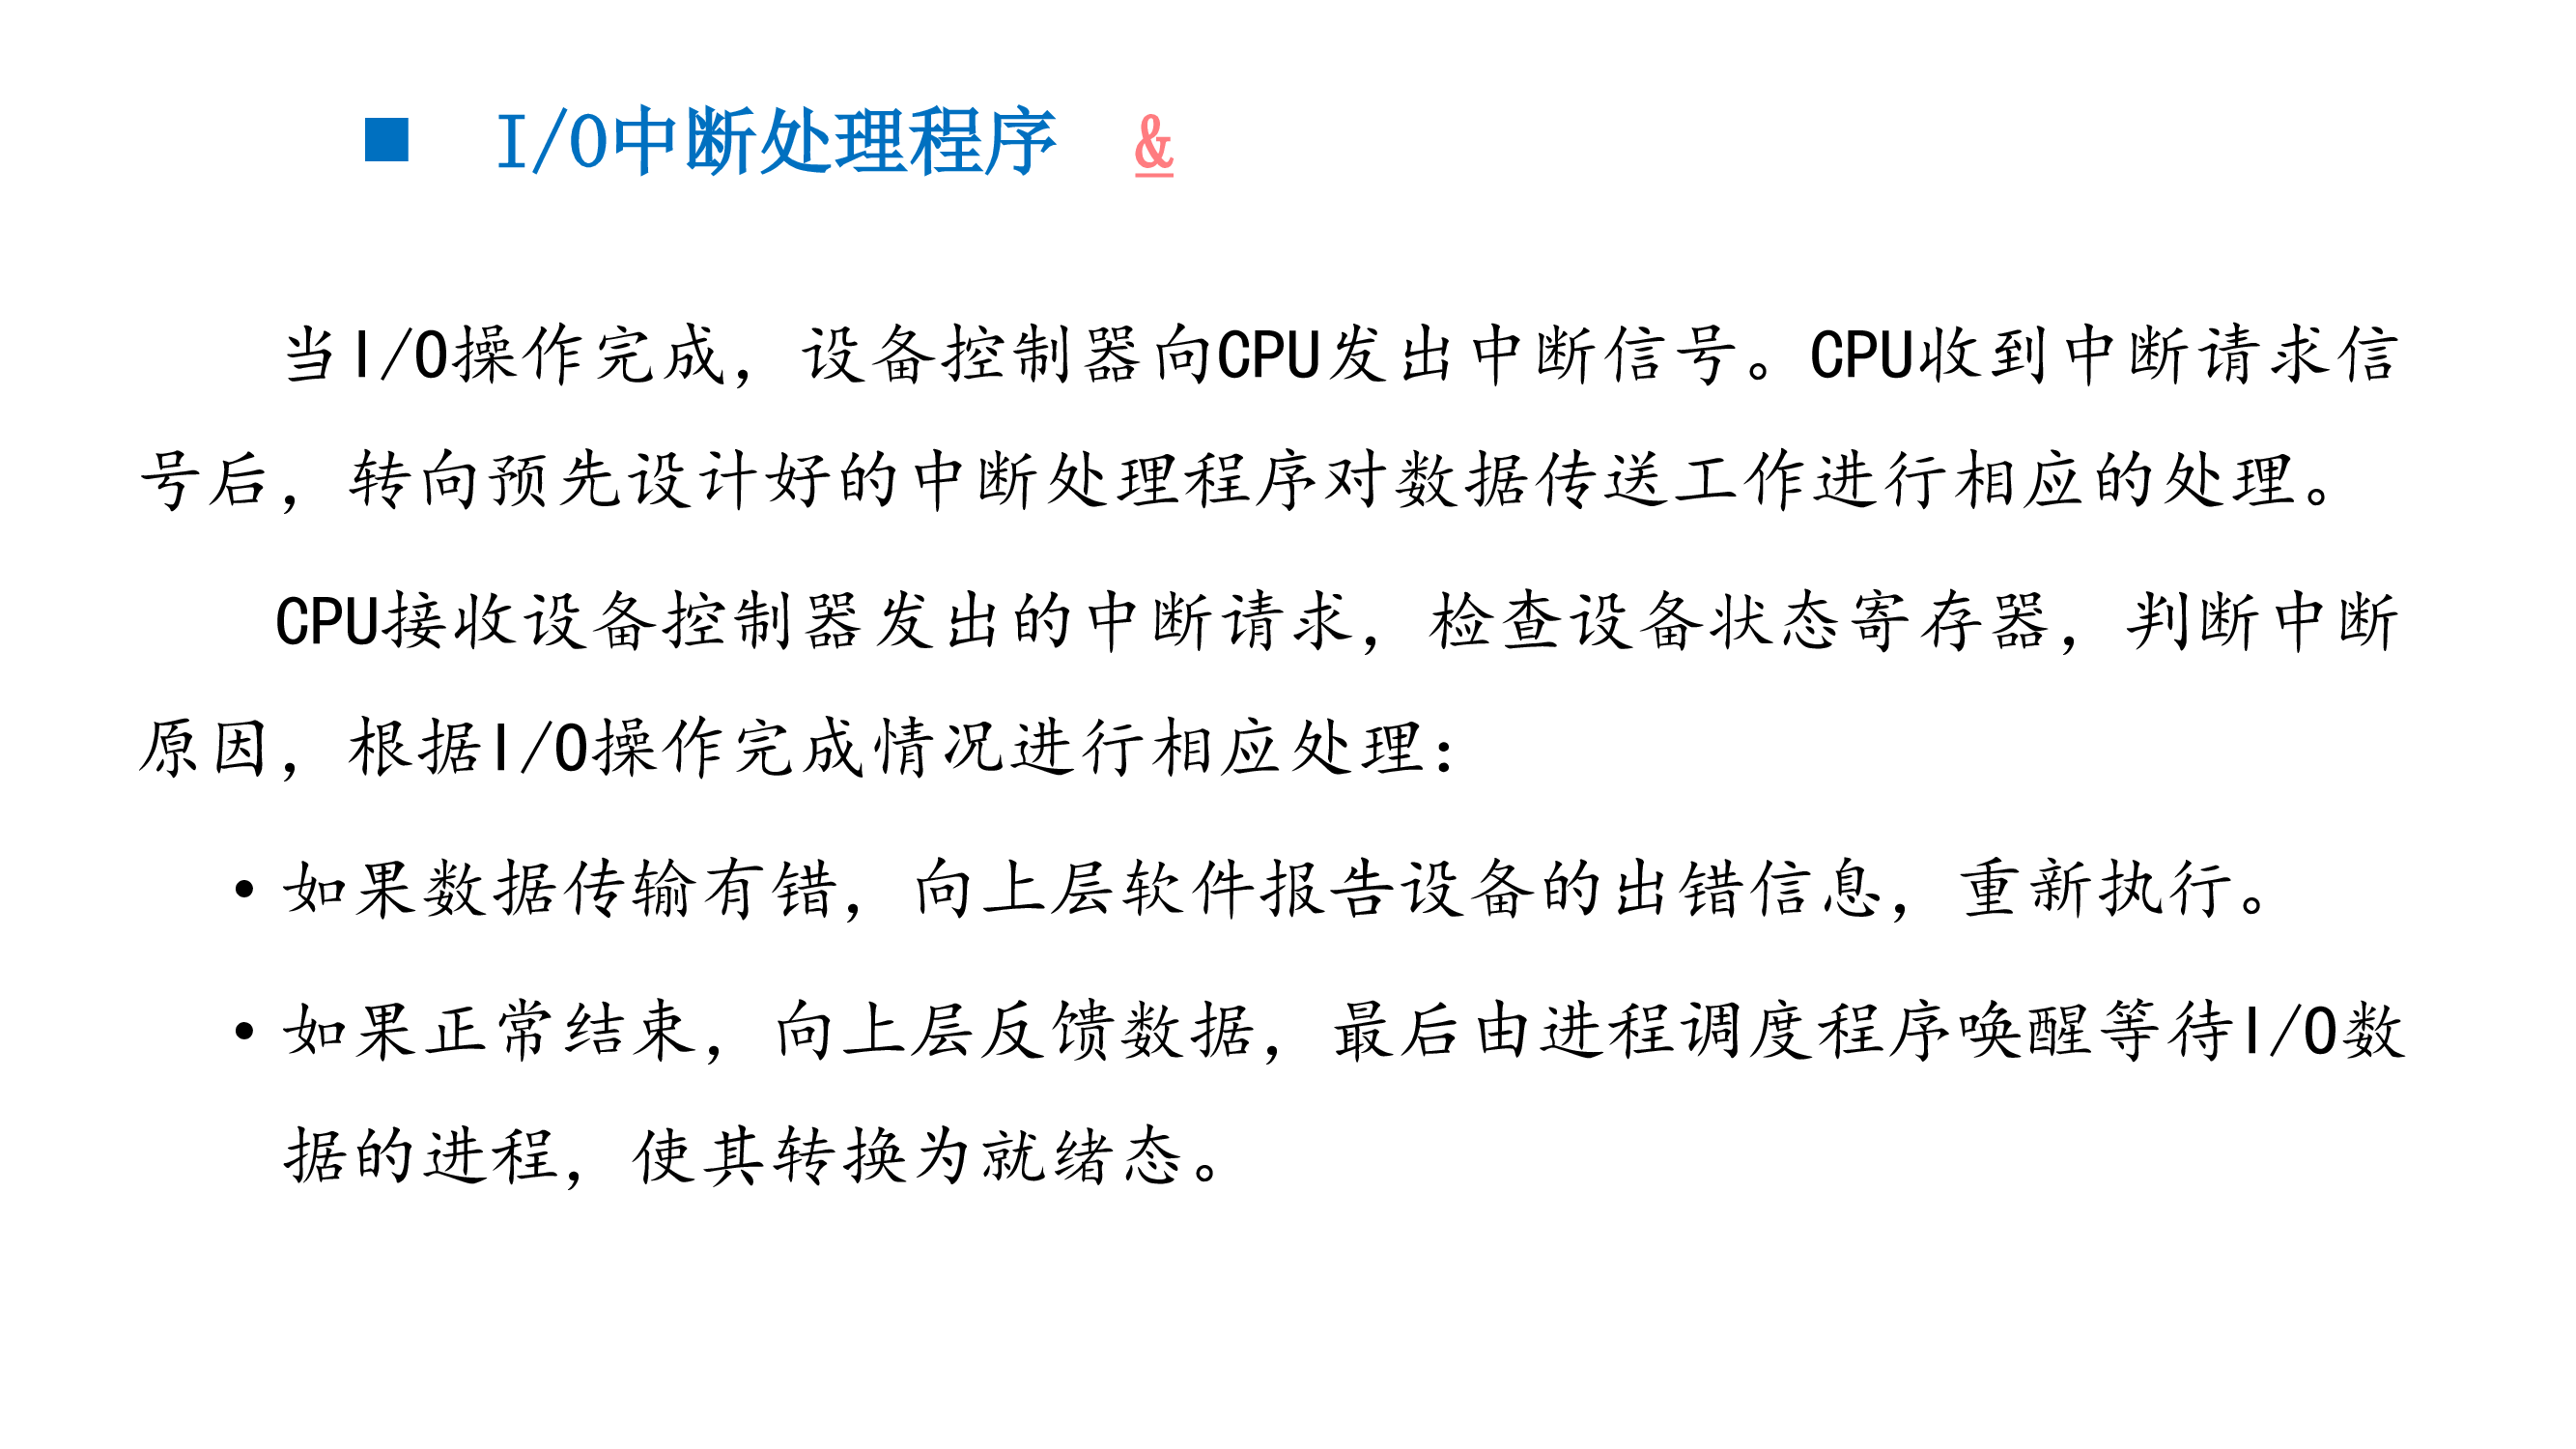 ■ I/O中断处理程序 &
当I/O操作完成，设备控制器向CPU发出中断信号。CPU收到中断请求信
号后，转向预先设计好的中断处理程序对数据传送工作进行相应的处理。
CPU接收设备控制器发出的中断请求，检查设备状态寄存器，判断中断
原因，根据I/O操作完成情况进行相应处理：
• 如果数据传输有错，向上层软件报告设备的出错信息，重新执行。
• 如果正常结束，向上层反馈数据，最后由进程调度程序唤醒等待I/O数
据的进程，使其转换为就绪态。